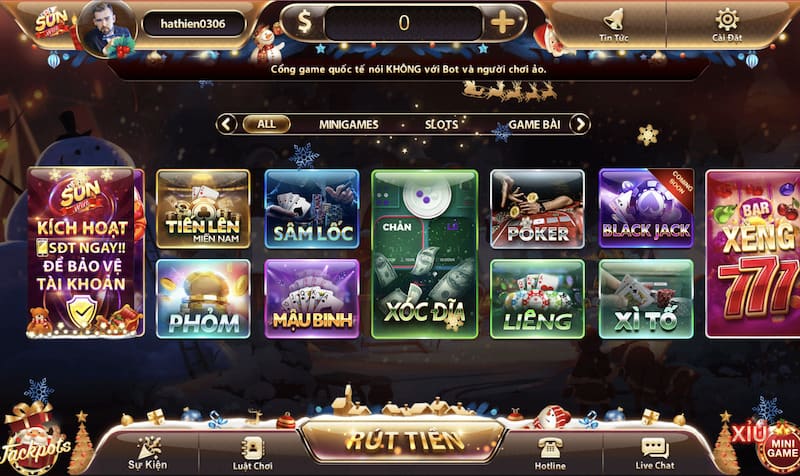 SUN
hathien0306
$
0
+
Tin Tức
Cài Đặt
Cổng game quốc tế nói KHÔNG với Bot và người chơi ảo.
ALL
MINIGAMES
SLOTS
GAME BÀI
SUN
KÍCH HOẠT
SĐT NGAY!!
ĐỂ BẢO VỆ
TÀI KHOẢN
TIẾN LÊN
MIỀN NAM
SÂM LỐC
CHẴN
XÓC ĐĨA
POKER
COMING SOON
BLACK JACK
BAR
XÈNG
777
PHỎM
MẬU BINH
LIÊNG
XÌ TỐ
Jackpots
Sự Kiện
Luật Chơi
RÚT TIỀN
Hotline
Live Chat
XỈU
MINI
GAME